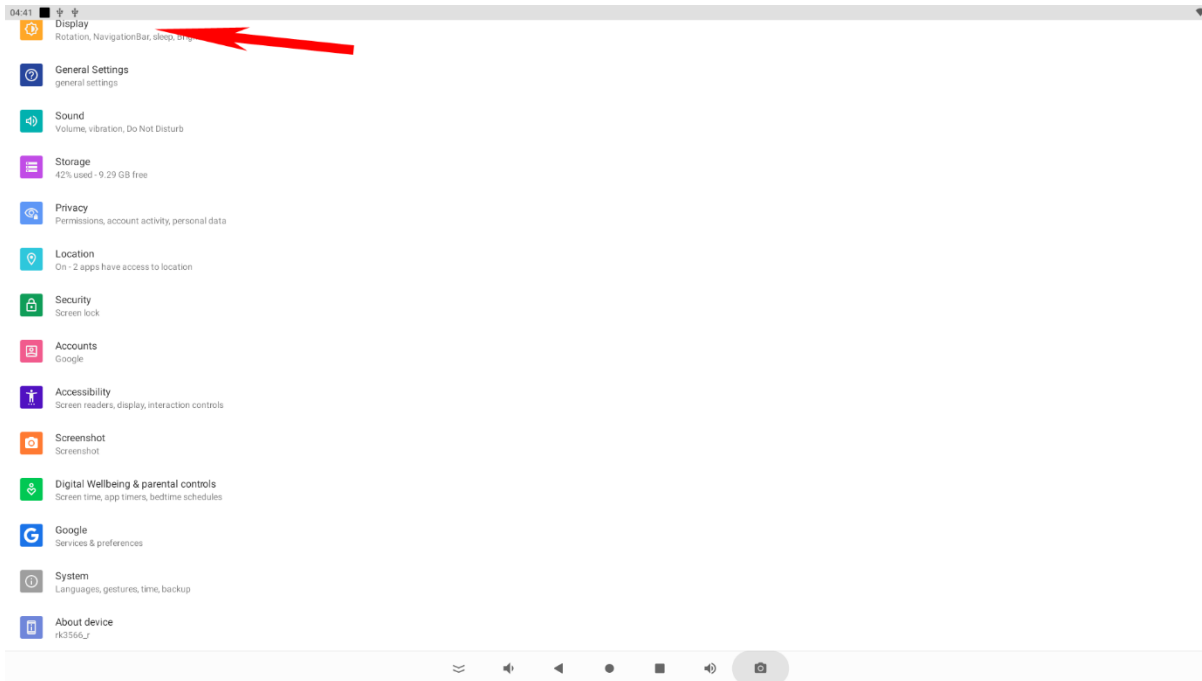 04:41
Display
Rotation, NavigationBar, sleep,
General Settings
general settings
Sound
Volume, vibration, Do Not Disturb
Storage
42% used - 9.29 GB free
Privacy
Permissions, account activity, personal data
Location
On - 2 apps have access to location
Security
Screen lock
Accounts
Google
Accessibility
Screen readers, display, interaction controls
Screenshot
Screenshot
Digital Wellbeing & parental controls
Screen time, app timers, bedtime schedules
G
Google
Services & preferences
System
Languages, gestures, time, backup
About device
rk3566_r